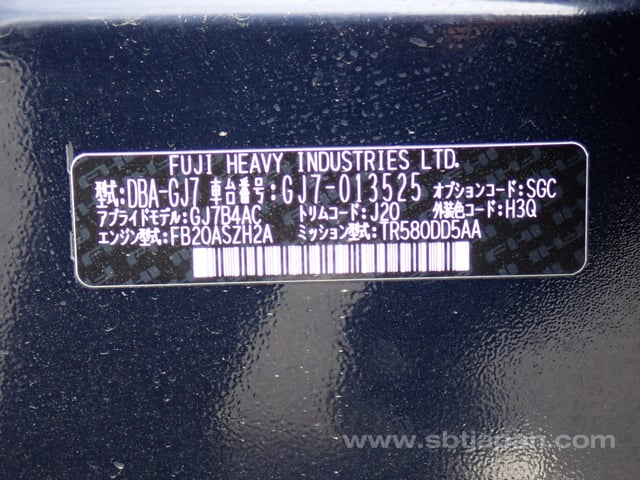 FUJI HEAVY INDUSTRIES LTD.
型式:DBA-GJ7 車台番号:GJ7-013525 オプションコード:SGC
アプライドモデル:GJ7B4AC トリムコード:J20 外装色コード:H3Q
エンジン型式:FB20ASZH2A ミッション型式:TR580DD5AA
www.sbtjapan.com